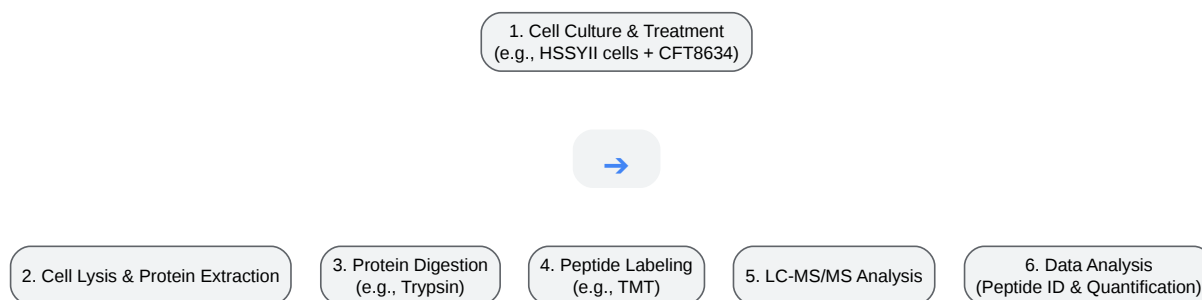 1. Cell Culture & Treatment
(e.g., HSSYII cells + CFT8634)
➔
2. Cell Lysis & Protein Extraction
3. Protein Digestion
(e.g., Trypsin)
4. Peptide Labeling
(e.g., TMT)
5. LC-MS/MS Analysis
6. Data Analysis
(Peptide ID & Quantification)